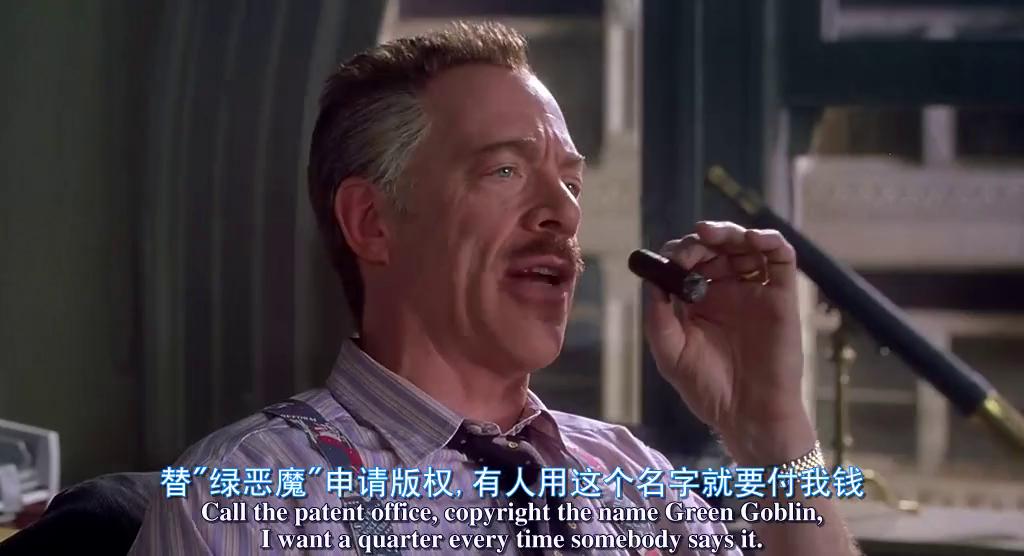 替"绿恶魔"申请版权,有人用这个名字就要付我钱
Call the patent office, copyright the name Green Goblin,
I want a quarter every time somebody says it.